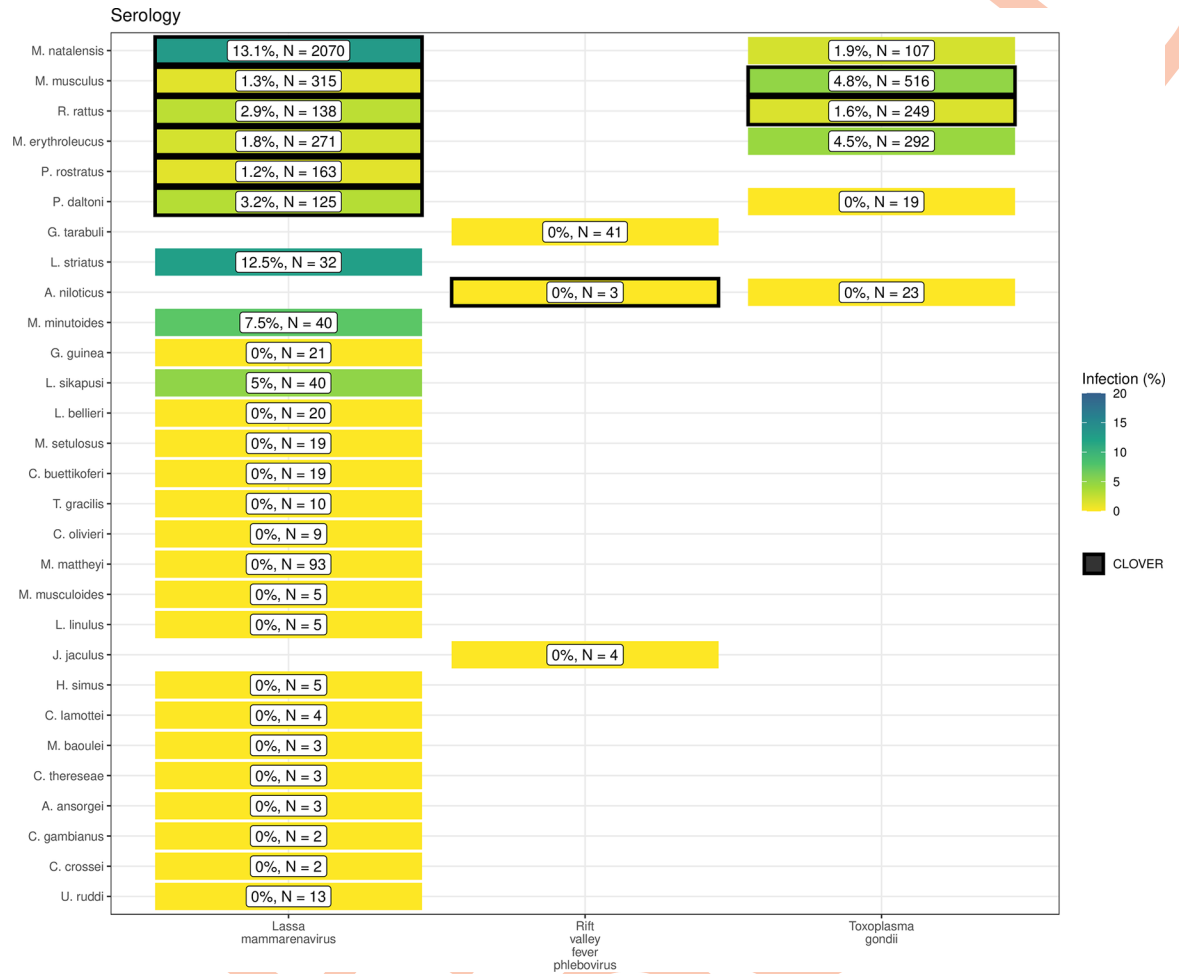 Serology
M. natalensis 13.1%, N = 2070 1.9%, N = 107
M. musculus 1.3%, N = 315 4.8%, N = 516
R. rattus 2.9%, N = 138 1.6%, N = 249
M. erythroleucus 1.8%, N = 271 4.5%, N = 292
P. rostratus 1.2%, N = 163
P. daltoni 3.2%, N = 125 0%, N = 19
G. tarabuli 0%, N = 41
L. striatus 12.5%, N = 32
A. niloticus 0%, N = 3 0%, N = 23
M. minutoides 7.5%, N = 40
G. guinea 0%, N = 21
L. sikapusi 5%, N = 40
L. bellieri 0%, N = 20
M. setulosus 0%, N = 19
C. buettikoferi 0%, N = 19
T. gracilis 0%, N = 10
C. olivieri 0%, N = 9
M. mattheyi 0%, N = 93
M. musculoides 0%, N = 5
L. linulus 0%, N = 5
J. jaculus 0%, N = 4
H. simus 0%, N = 5
C. lamottei 0%, N = 4
M. baoulei 0%, N = 3
C. thereseae 0%, N = 3
A. ansorgei 0%, N = 3
C. gambianus 0%, N = 2
C. crossei 0%, N = 2
U. ruddi 0%, N = 13
Lassa
mammarenavirus
Rift
valley
fever
phlebovirus
Toxoplasma
gondii
Infection (%)
20
15
10
5
0
CLOVER